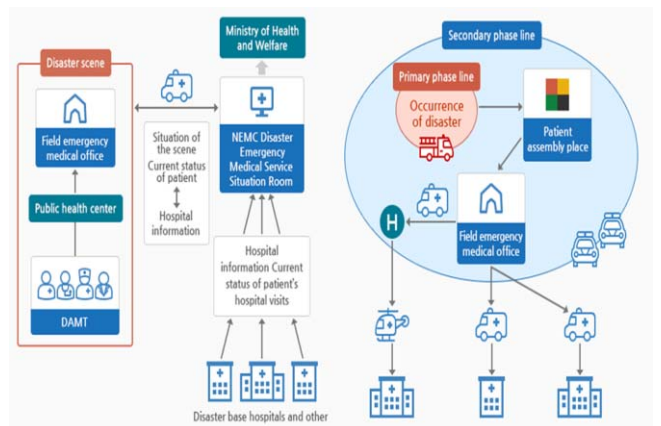 Ministry of Health
and Welfare
Disaster scene
Field emergency
medical office
Public health center
DAMT
Situation of
the scene
Current status
of patient
Hospital
information
NEMC Disaster
Emergency
Medical Service
Situation Room
Hospital
information Current
status of patient's
hospital visits
Disaster base hospitals and other
Secondary phase line
Primary phase line
Occurrence
of disaster
Patient
assembly place
H
Field emergency
medical office